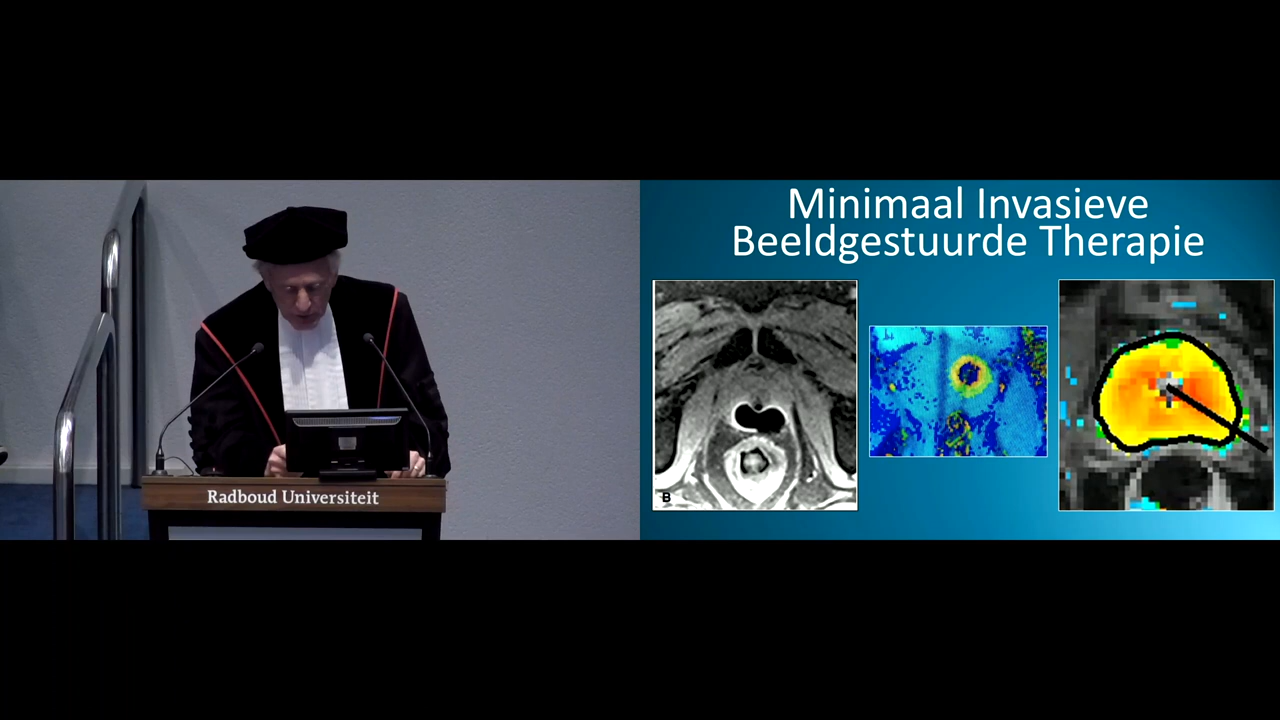 Minimaal Invasieve
Beeldgestuurde Therapie
B
Radboud Universiteit